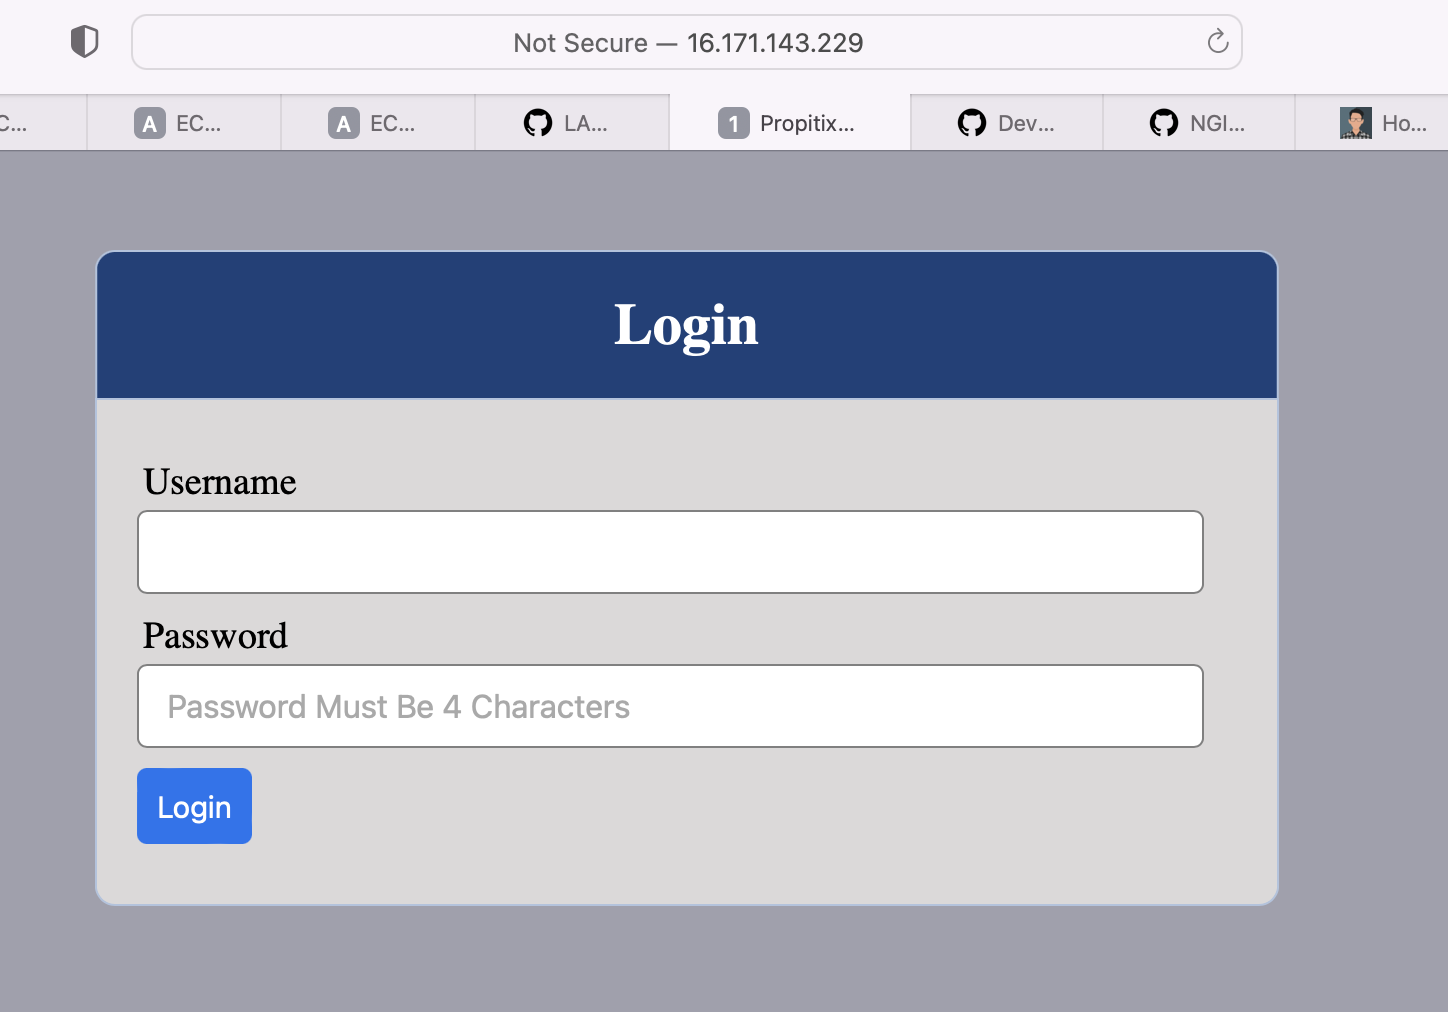 Not Secure — 16.171.143.229
C... A EC... A EC... LA... 1 Propitix... Dev... NGI... Ho...
Login
Username
Password
Password Must Be 4 Characters
Login